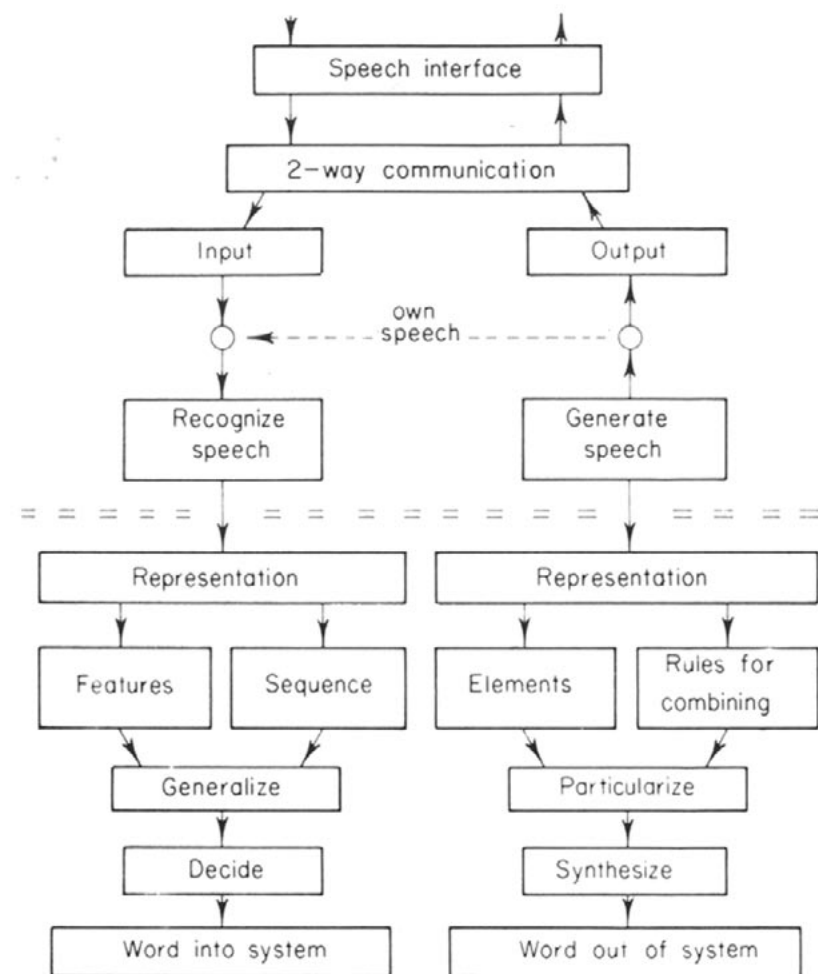 Speech interface
2-way communication
Input
Output
own
speech
Recognize
speech
Generate
speech
Representation
Representation
Features
Sequence
Elements
Rules for
combining
Generalize
Particularize
Decide
Synthesize
Word into system
Word out of system